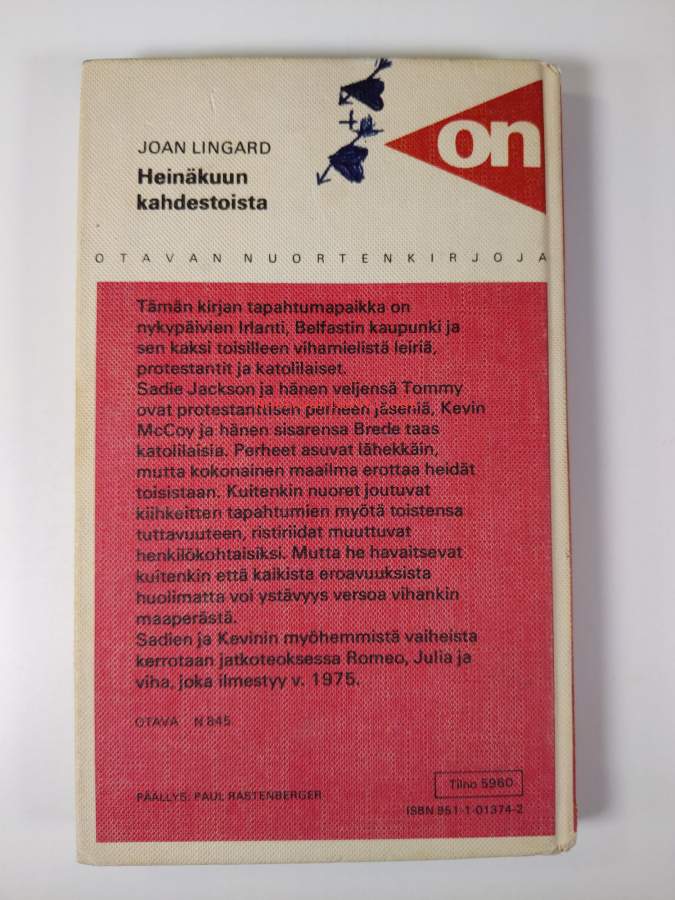 JOAN LINGARD
Heinäkuun
kahdestoista
on
OTAVAN NUORTENKIRJOJA
Tämän kirjan tapahtumapaikka on
nykypäivien Irlanti, Belfastin kaupunki ja
sen kaksi toisilleen vihamielistä leiriä,
protestantit ja katolilaiset.
Sadie Jackson ja hänen veljensä Tommy
ovat protestanttisen perheen jäseniä, Kevin
McCoy ja hänen sisarensa Brede taas
katolilaisia. Perheet asuvat lähekkäin,
mutta kokonainen maailma erottaa heidät
toisistaan. Kuitenkin nuoret joutuvat
kiihkeitten tapahtumien myötä toistensa
tuttavuuteen, ristiriidat muuttuvat
henkilökohtaisiksi. Mutta he havaitsevat
kuitenkin että kaikista eroavuuksista
huolimatta voi ystävyys versoa vihankin
maaperästä.
Sadien ja Kevinin myöhemmistä vaiheista
kerrotaan jatkoteoksessa Romeo, Julia ja
viha, joka ilmestyy v. 1975.
OTAVA N 845
Tilno 5960
PÄÄLLYS: PAUL RASTENBERGER
ISBN 951-1-01374-2